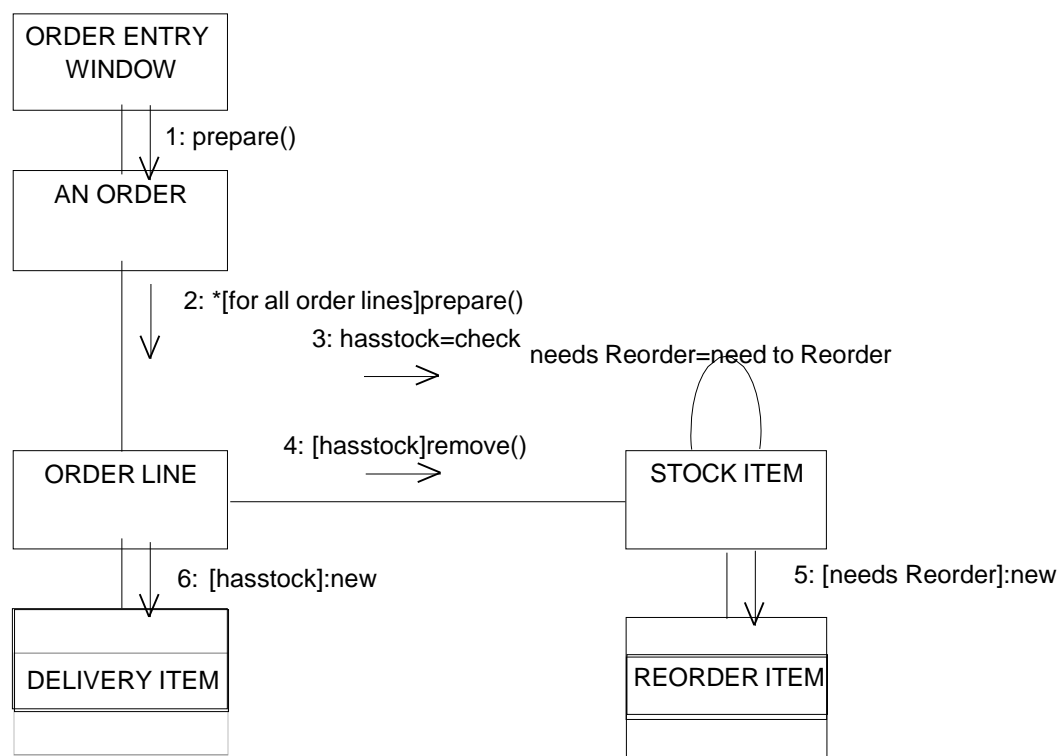 ORDER ENTRY
WINDOW
1: prepare()
AN ORDER
2: *[for all order lines]prepare()
3: hasstock=check
needs Reorder=need to Reorder
4: [hasstock]remove()
ORDER LINE
STOCK ITEM
6: [hasstock]:new
5: [needs Reorder]:new
DELIVERY ITEM
REORDER ITEM